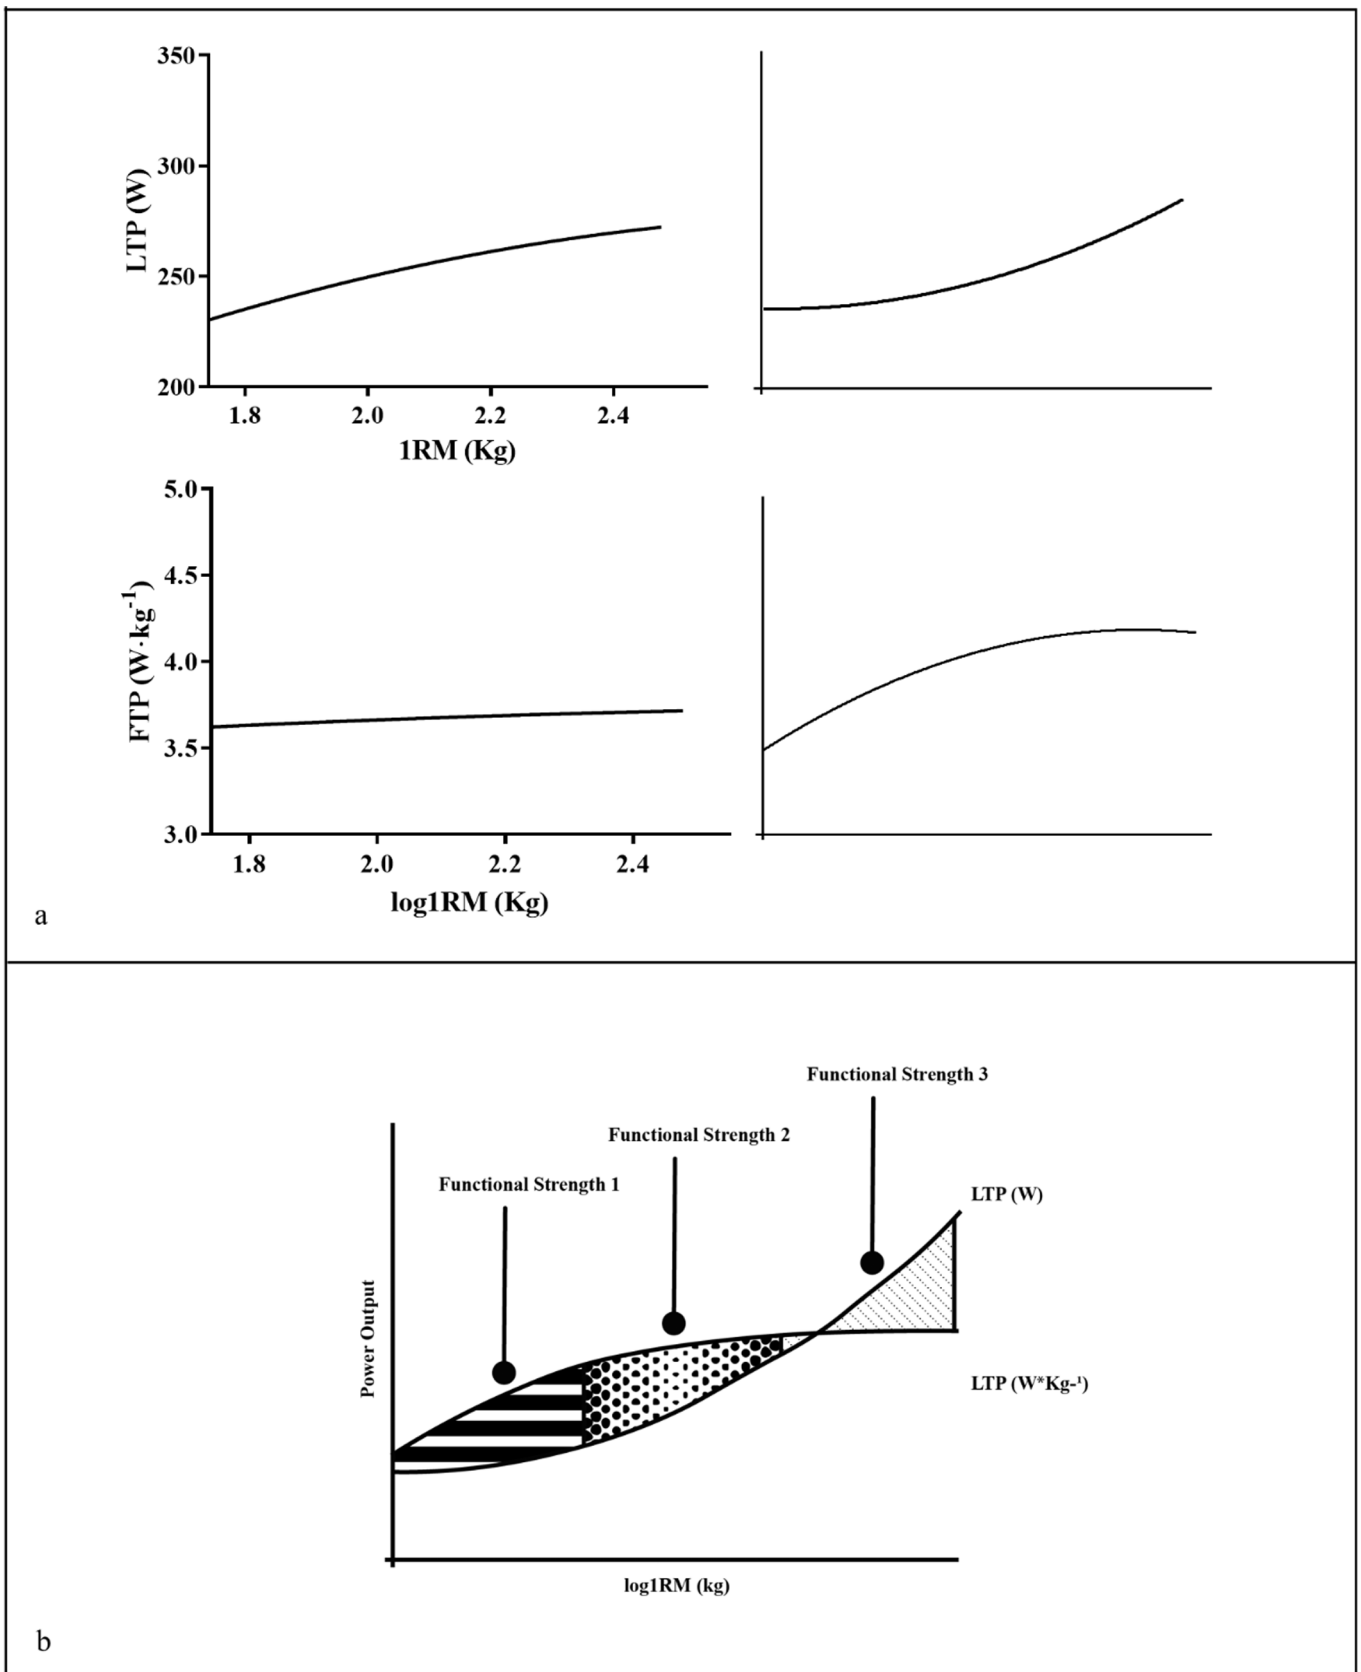 350
300
250
200
LTP (W)
1.8 2.0 2.2 2.4
1RM (Kg)
5.0
4.5
4.0
3.5
3.0
FTP (W·kg⁻¹)
1.8 2.0 2.2 2.4
log1RM (Kg)
a
Functional Strength 3
Functional Strength 2
Functional Strength 1
LTP (W)
LTP (W*Kg-¹)
Power Output
log1RM (kg)
b